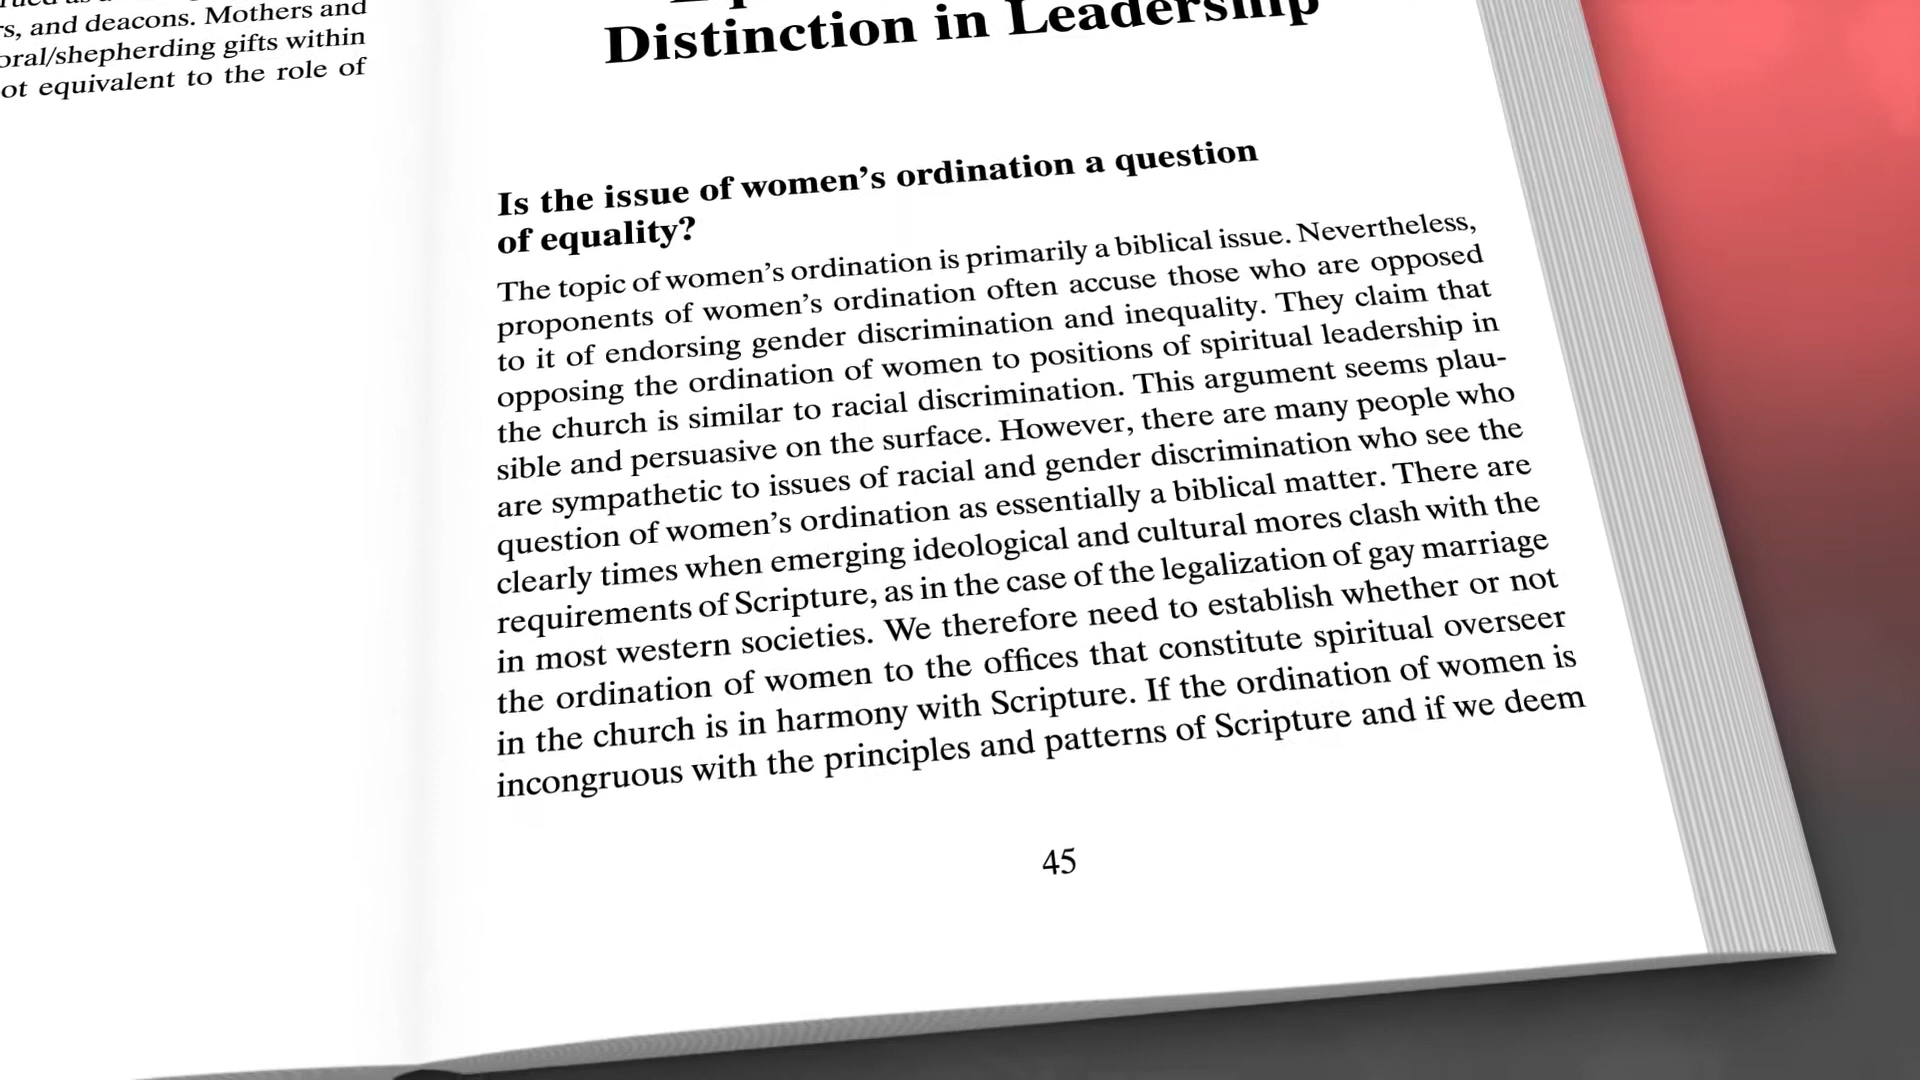 rs, and deacons. Mothers and
oral/shepherding gifts within
ot equivalent to the role of
Distinction in Leadership
Is the issue of women’s ordination a question
of equality?
The topic of women’s ordination is primarily a biblical issue. Nevertheless,
proponents of women’s ordination often accuse those who are opposed
to it of endorsing gender discrimination and inequality. They claim that
opposing the ordination of women to positions of spiritual leadership in
the church is similar to racial discrimination. This argument seems plau-
sible and persuasive on the surface. However, there are many people who
are sympathetic to issues of racial and gender discrimination who see the
question of women’s ordination as essentially a biblical matter. There are
clearly times when emerging ideological and cultural mores clash with the
requirements of Scripture, as in the case of the legalization of gay marriage
in most western societies. We therefore need to establish whether or not
the ordination of women to the offices that constitute spiritual overseer
in the church is in harmony with Scripture. If the ordination of women is
incongruous with the principles and patterns of Scripture and if we deem
45